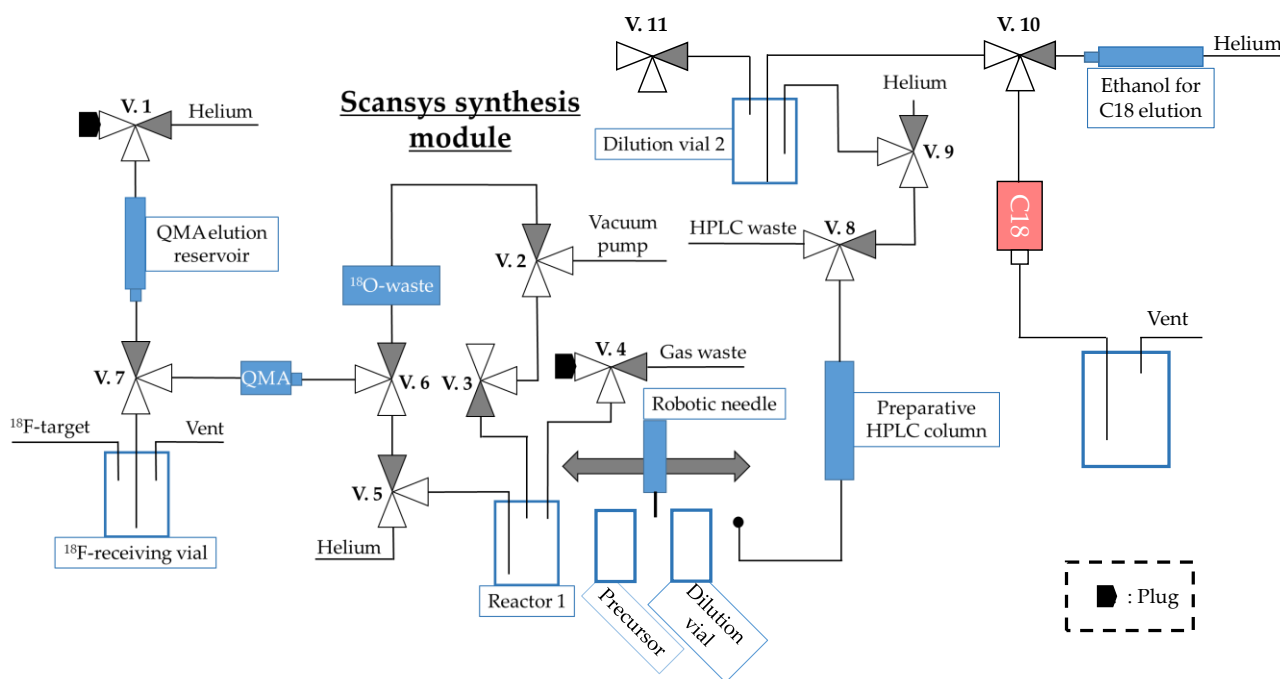 V. 11
V. 10
Helium
Ethanol for
C18 elution
Helium
V. 1
Helium
Scansys synthesis
module
Dilution vial 2
V. 9
C18
QMA elution
reservoir
Vacuum
pump
HPLC waste
V. 8
V. 2
¹⁸O-waste
Vent
V. 4
Gas waste
V. 7
QMA
V. 6
V. 3
Robotic needle
Preparative
HPLC column
¹⁸F-target
Vent
V. 5
Helium
¹⁸F-receiving vial
Reactor 1
Precursor
Dilution
vial
: Plug